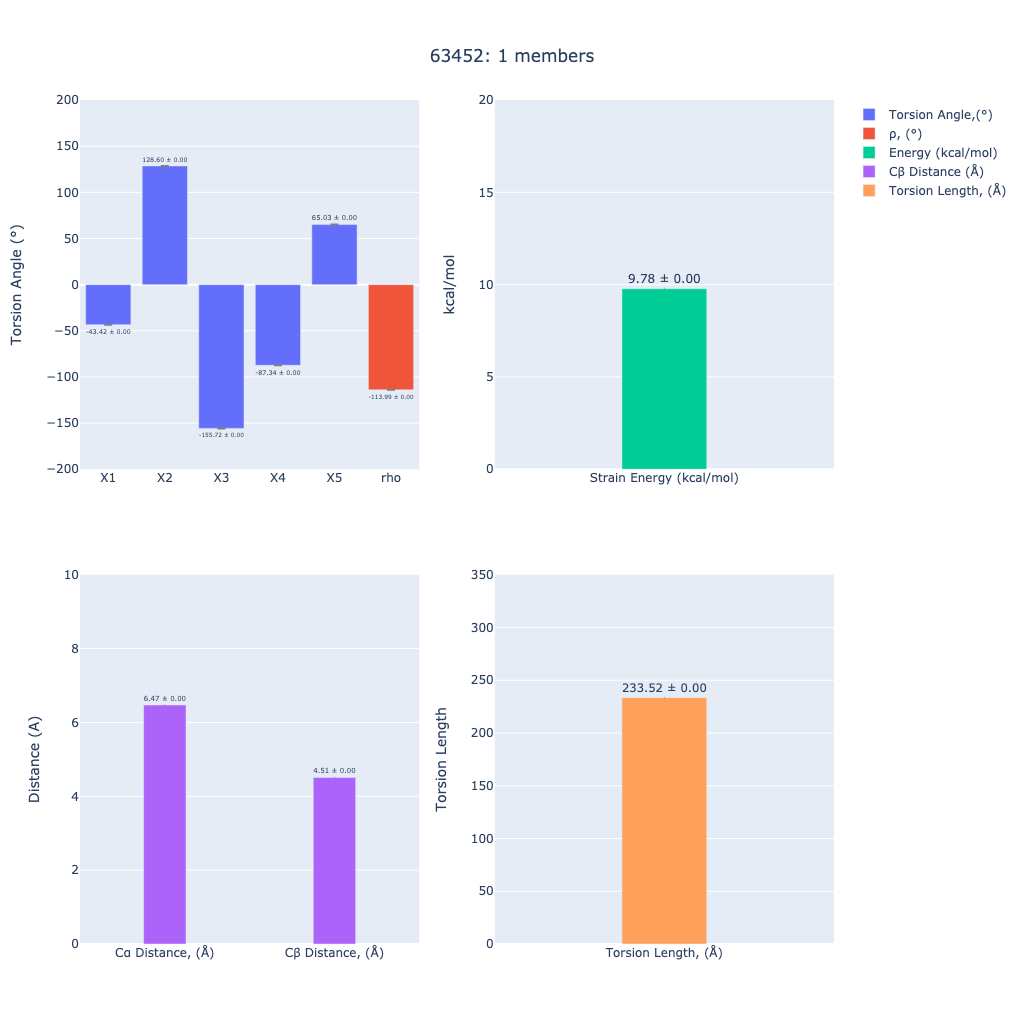 63452: 1 members
Torsion Angle (°)
200
150
100
50
0
−50
−100
−150
−200
-43.42 ± 0.00
128.60 ± 0.00
-155.72 ± 0.00
-87.34 ± 0.00
65.03 ± 0.00
-113.99 ± 0.00
X1 X2 X3 X4 X5 rho
kcal/mol
20
15
10
5
0
9.78 ± 0.00
Strain Energy (kcal/mol)
Torsion Angle,(°)
ρ, (°)
Energy (kcal/mol)
Cβ Distance (Å)
Torsion Length, (Å)
Distance (A)
10
8
6
4
2
0
6.47 ± 0.00
4.51 ± 0.00
Cα Distance, (Å) Cβ Distance, (Å)
Torsion Length
350
300
250
200
150
100
50
0
233.52 ± 0.00
Torsion Length, (Å)